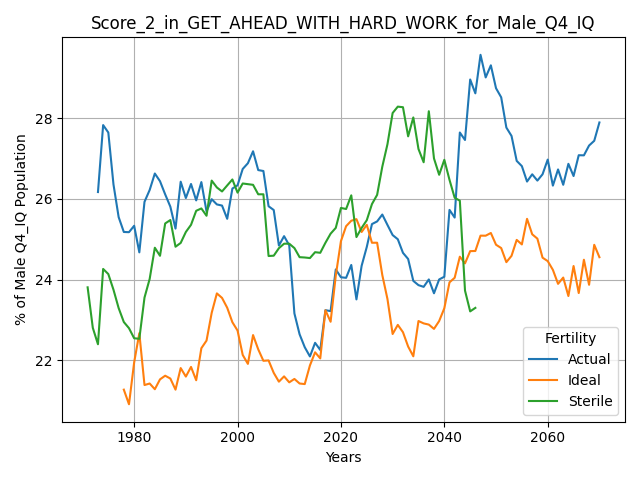 Score_2_in_GET_AHEAD_WITH_HARD_WORK_for_Male_Q4_IQ
% of Male Q4_IQ Population
28
26
24
22
Fertility
Actual
Ideal
Sterile
1980 2000 2020 2040 2060
Years